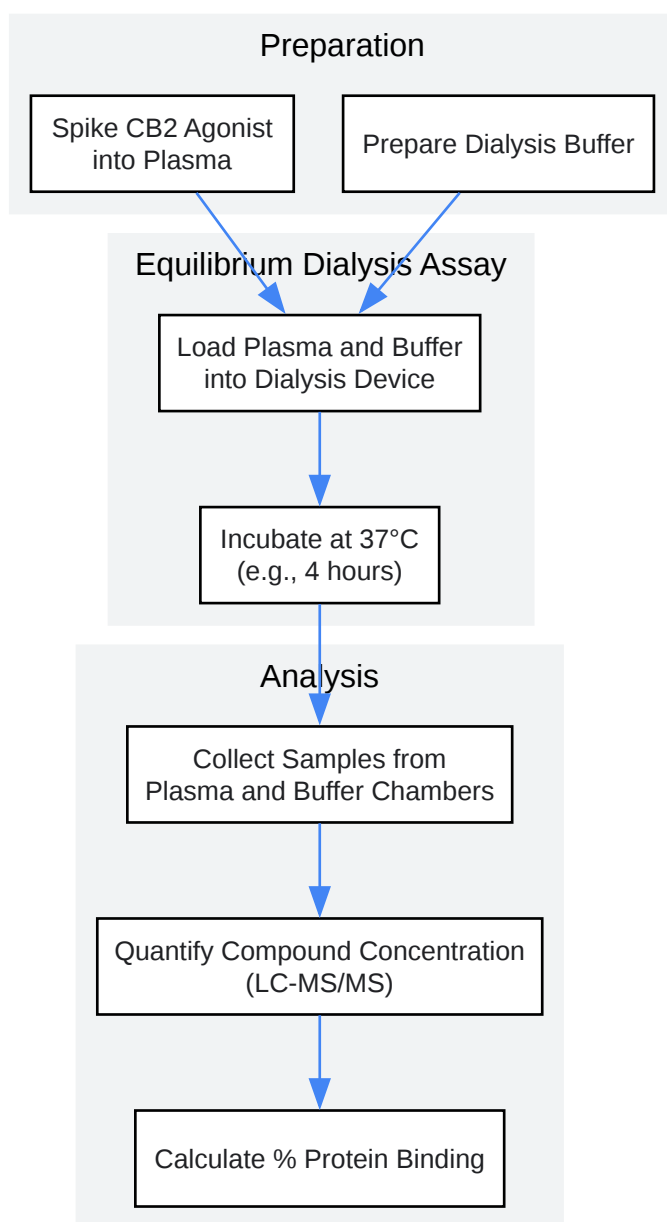 Preparation
Spike CB2 Agonist
into Plasma
Prepare Dialysis Buffer
Equilibrium Dialysis Assay
Load Plasma and Buffer
into Dialysis Device
Incubate at 37°C
(e.g., 4 hours)
Analysis
Collect Samples from
Plasma and Buffer Chambers
Quantify Compound Concentration
(LC-MS/MS)
Calculate % Protein Binding